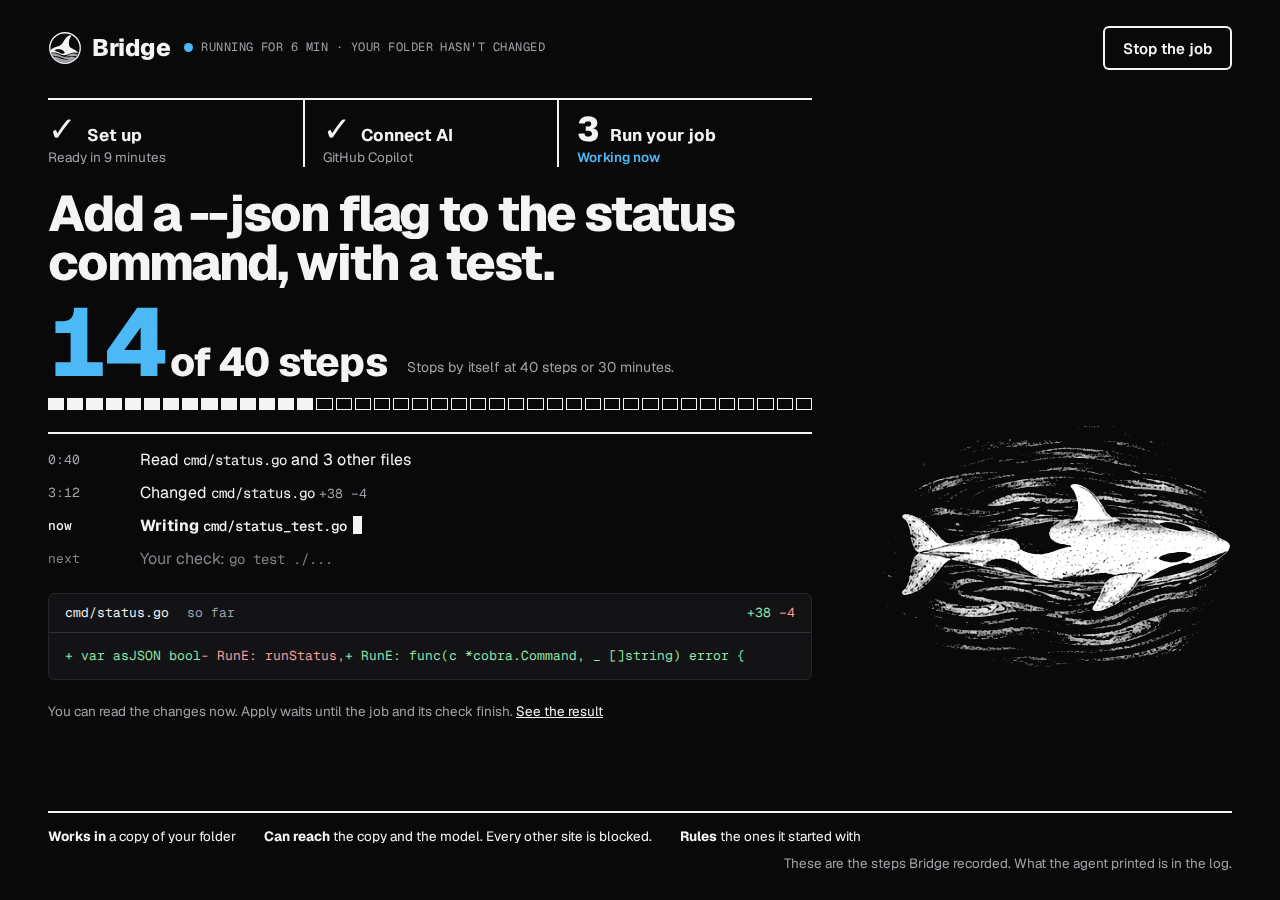 Bridge
RUNNING FOR 6 MIN · YOUR FOLDER HASN'T CHANGED
Stop the job
✓ Set up
Ready in 9 minutes
✓ Connect AI
GitHub Copilot
3 Run your job
Working now
Add a --json flag to the status
command, with a test.
14 of 40 steps
Stops by itself at 40 steps or 30 minutes.
0:40 Read cmd/status.go and 3 other files
3:12 Changed cmd/status.go +38 −4
now Writing cmd/status_test.go
next Your check: go test ./...
cmd/status.go so far +38 −4
+ var asJSON bool- RunE: runStatus,+ RunE: func(c *cobra.Command, _ []string) error {
You can read the changes now. Apply waits until the job and its check finish. See the result
Works in a copy of your folder Can reach the copy and the model. Every other site is blocked. Rules the ones it started with
These are the steps Bridge recorded. What the agent printed is in the log.